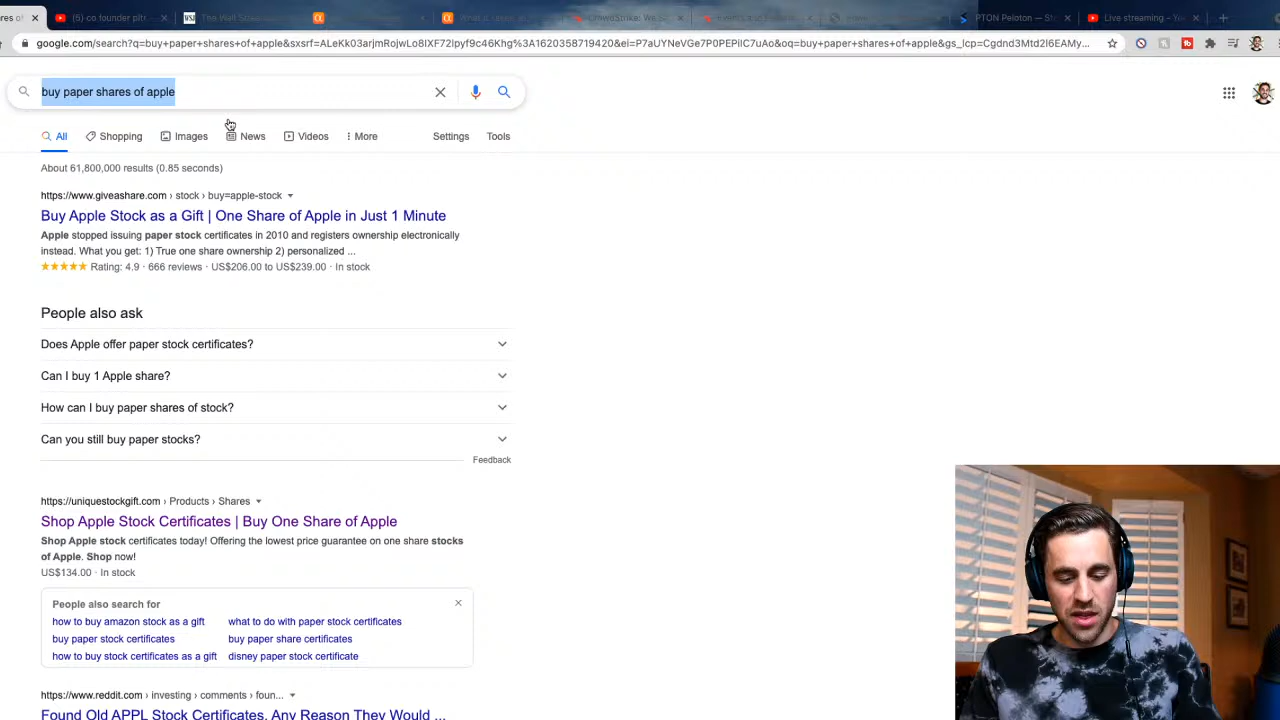 (5) co founder pitc
WSJ
PTON Peloton — Sto
Live streaming - You
google.com/search?q=buy+paper+shares+of+apple&sxsrf=ALeKk03arjmRojwLo8IXF72lpyf9c46Khg%3A1620358719420&ei=P7aUYNeVGe7P0PEPiIC7uAo&oq=buy+paper+shares+of+apple&gs_lcp=Cgdnd3Mtd2l6EAMy...
buy paper shares of apple
All
Shopping
Images
News
Videos
More
Settings
Tools
About 61,800,000 results (0.85 seconds)
https://www.giveashare.com › stock › buy=apple-stock
Buy Apple Stock as a Gift | One Share of Apple in Just 1 Minute
Apple stopped issuing paper stock certificates in 2010 and registers ownership electronically
instead. What you get: 1) True one share ownership 2) personalized ...
Rating: 4.9 · 666 reviews · US$206.00 to US$239.00 · In stock
People also ask
Does Apple offer paper stock certificates?
Can I buy 1 Apple share?
How can I buy paper shares of stock?
Can you still buy paper stocks?
Feedback
https://uniquestockgift.com › Products › Shares
Shop Apple Stock Certificates | Buy One Share of Apple
Shop Apple stock certificates today! Offering the lowest price guarantee on one share stocks
of Apple. Shop now!
US$134.00 · In stock
People also search for
how to buy amazon stock as a gift
what to do with paper stock certificates
buy paper stock certificates
buy paper share certificates
how to buy stock certificates as a gift
disney paper stock certificate
https://www.reddit.com › investing › comments › foun...
Found Old APPL Stock Certificates, Any Reason They Would ...